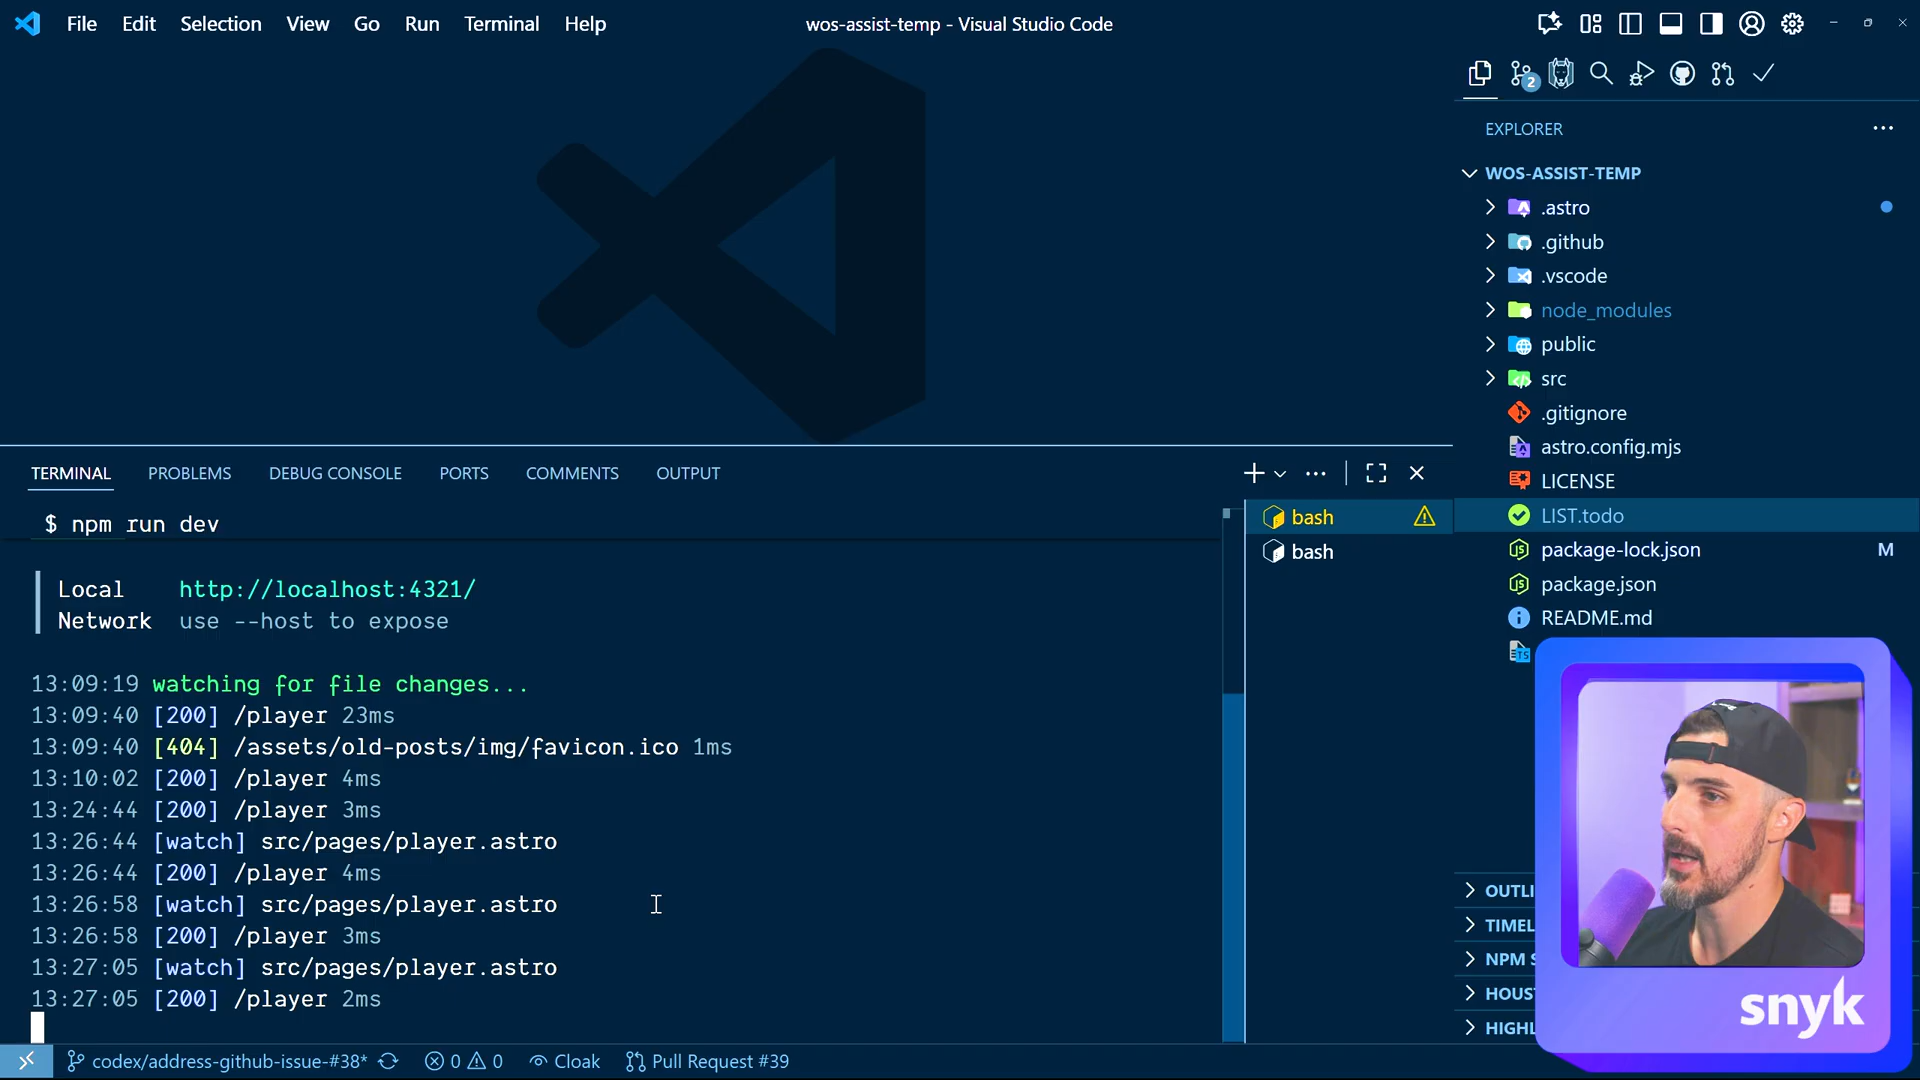 File Edit Selection View Go Run Terminal Help
wos-assist-temp - Visual Studio Code
2
EXPLORER
WOS-ASSIST-TEMP
.astro
.github
.vscode
node_modules
public
src
.gitignore
astro.config.mjs
LICENSE
LIST.todo
package-lock.json M
package.json
README.md
TERMINAL PROBLEMS DEBUG CONSOLE PORTS COMMENTS OUTPUT
bash
bash
$ npm run dev
Local http://localhost:4321/
Network use --host to expose
13:09:19 watching for file changes...
13:09:40 [200] /player 23ms
13:09:40 [404] /assets/old-posts/img/favicon.ico 1ms
13:10:02 [200] /player 4ms
13:24:44 [200] /player 3ms
13:26:44 [watch] src/pages/player.astro
13:26:44 [200] /player 4ms
13:26:58 [watch] src/pages/player.astro
13:26:58 [200] /player 3ms
13:27:05 [watch] src/pages/player.astro
13:27:05 [200] /player 2ms
OUTLI
TIMEL
NPM S
HOUS
HIGHL
snyk
codex/address-github-issue-#38* 0 0 Cloak Pull Request #39